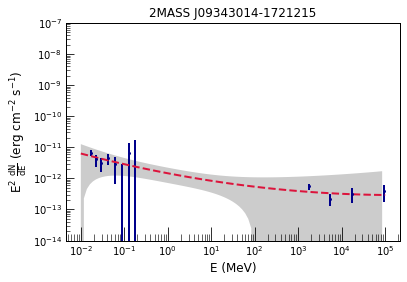 2MASS J09343014-1721215
E² dN/dE (erg cm⁻² s⁻¹)
10⁻⁷
10⁻⁸
10⁻⁹
10⁻¹⁰
10⁻¹¹
10⁻¹²
10⁻¹³
10⁻¹⁴
10⁻² 10⁻¹ 10⁰ 10¹ 10² 10³ 10⁴ 10⁵
E (MeV)